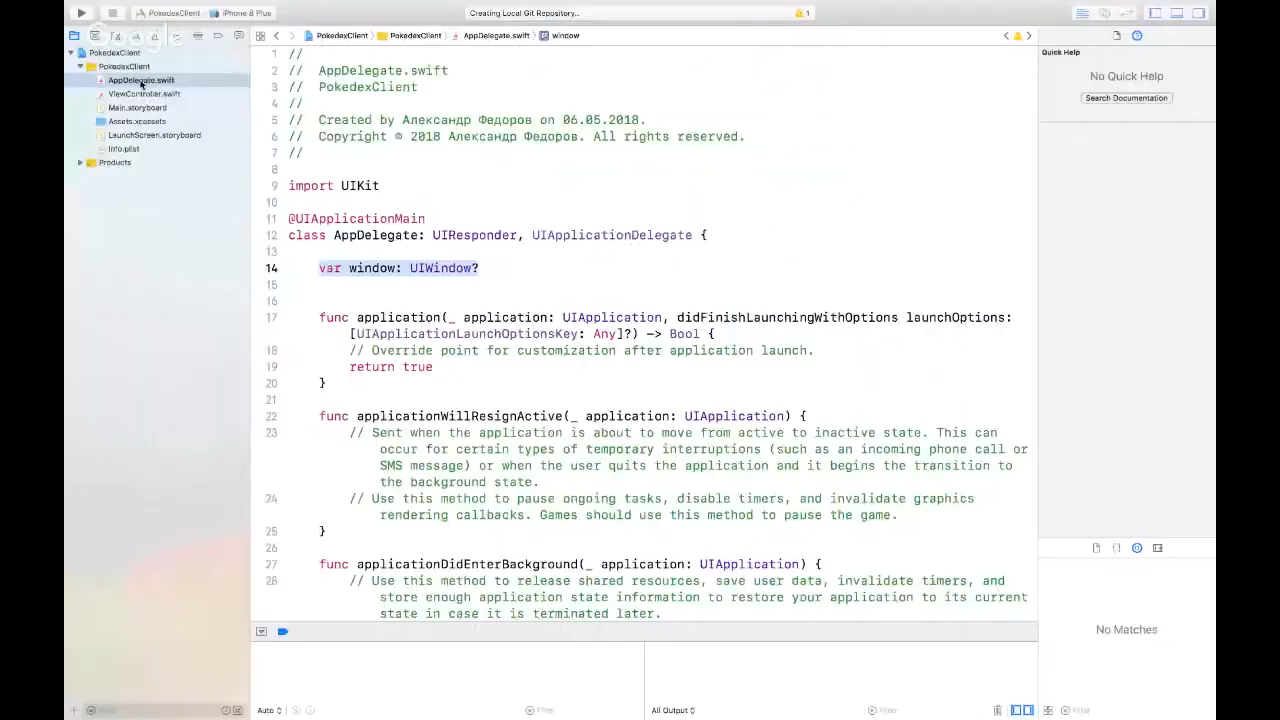 PokedexClient iPhone 8 Plus
Creating Local Git Repository...
1
PokedexClient PokedexClient AppDelegate.swift window
PokedexClient
PokedexClient
AppDelegate.swift
ViewController.swift
Main.storyboard
Assets.xcassets
LaunchScreen.storyboard
Info.plist
Products
Filter
1 //
2 // AppDelegate.swift
3 // PokedexClient
4 //
5 // Created by Александр Федоров on 06.05.2018.
6 // Copyright © 2018 Александр Федоров. All rights reserved.
7 //
8
9 import UIKit
10
11 @UIApplicationMain
12 class AppDelegate: UIResponder, UIApplicationDelegate {
13
14 var window: UIWindow?
15
16
17 func application(_ application: UIApplication, didFinishLaunchingWithOptions launchOptions:
[UIApplicationLaunchOptionsKey: Any]?) -> Bool {
18 // Override point for customization after application launch.
19 return true
20 }
21
22 func applicationWillResignActive(_ application: UIApplication) {
23 // Sent when the application is about to move from active to inactive state. This can
occur for certain types of temporary interruptions (such as an incoming phone call or
SMS message) or when the user quits the application and it begins the transition to
the background state.
24 // Use this method to pause ongoing tasks, disable timers, and invalidate graphics
rendering callbacks. Games should use this method to pause the game.
25 }
26
27 func applicationDidEnterBackground(_ application: UIApplication) {
28 // Use this method to release shared resources, save user data, invalidate timers, and
store enough application state information to restore your application to its current
state in case it is terminated later.
Auto
Filter
All Output
Filter
Quick Help
No Quick Help
Search Documentation
No Matches
Filter